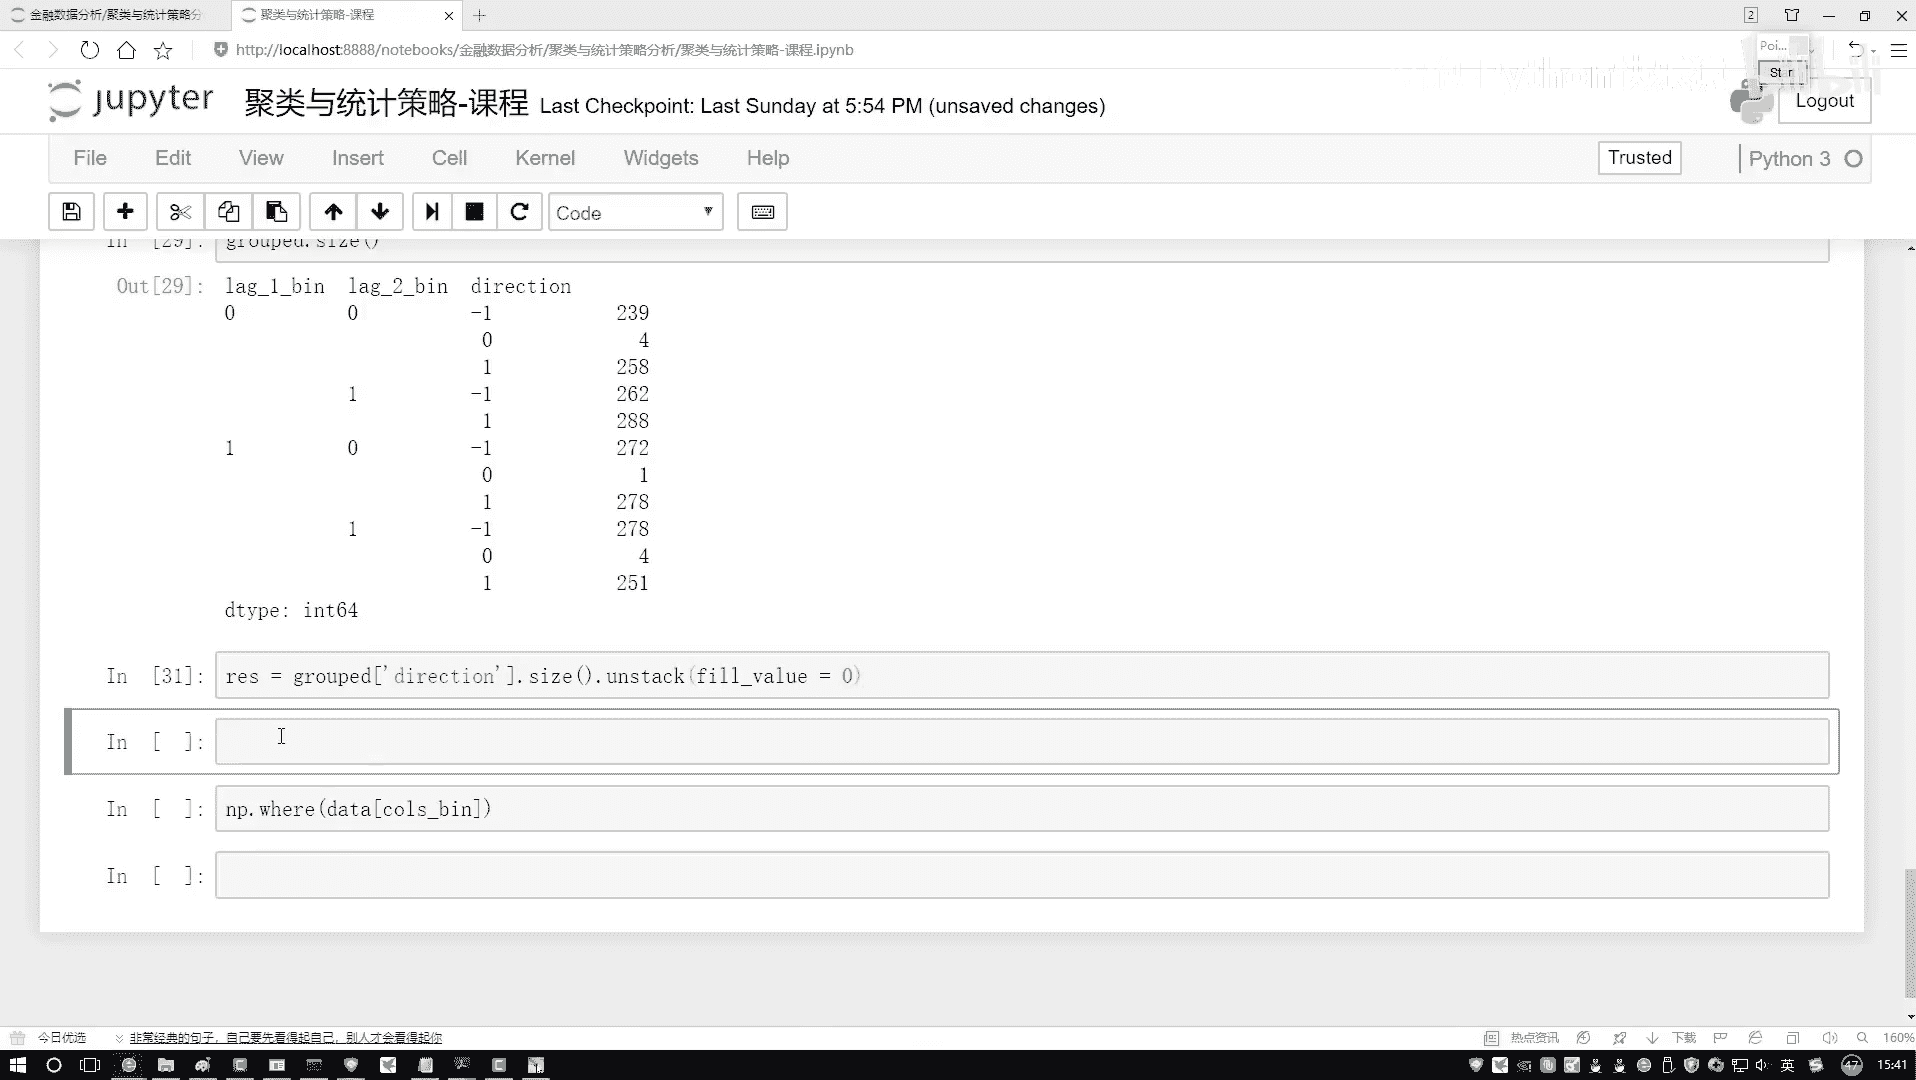 金融数据分析/聚类与统计策略分
聚类与统计策略-课程
2
http://localhost:8888/notebooks/金融数据分析/聚类与统计策略分析/聚类与统计策略-课程.ipynb
Poi...
jupyter 聚类与统计策略-课程 Last Checkpoint: Last Sunday at 5:54 PM (unsaved changes)
Logout
File Edit View Insert Cell Kernel Widgets Help
Trusted Python 3
Code
In [29]: grouped.size()
Out[29]: lag_1_bin lag_2_bin direction
0 0 -1 239
0 4
1 258
1 -1 262
1 288
1 0 -1 272
0 1
1 278
1 -1 278
0 4
1 251
dtype: int64
In [31]: res = grouped['direction'].size().unstack(fill_value = 0)
In [ ]:
In [ ]: np.where(data[cols_bin])
In [ ]:
今日优选 非常经典的句子，自己要先看得起自己，别人才会看得起你 热点资讯 下载 160%
英 47 15:41